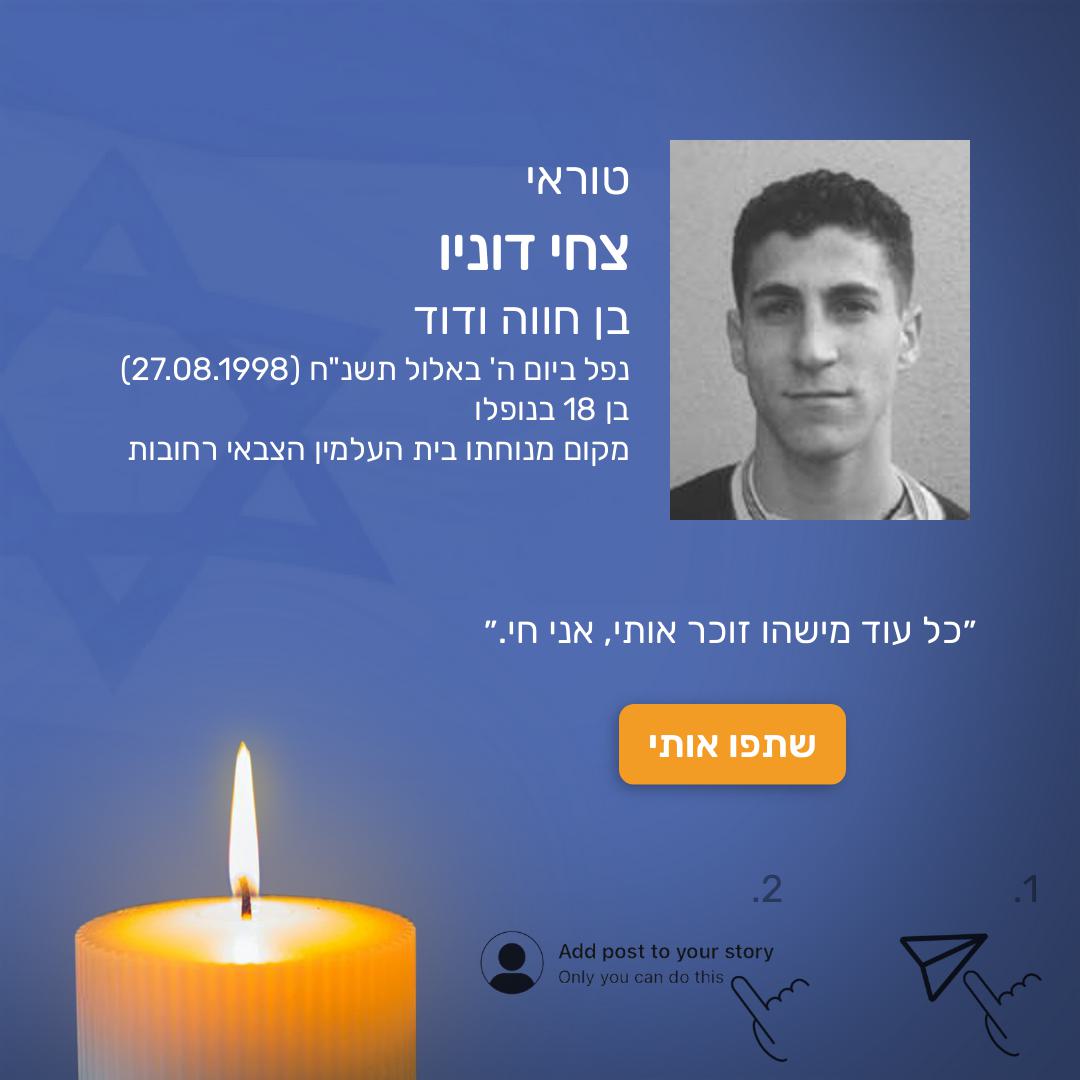 טוראי
צחי דוניו
בן חווה ודוד
נפל ביום ה' באלול תשנ"ח (27.08.1998)
בן 18 בנופלו
מקום מנוחתו בית העלמין הצבאי רחובות
״כל עוד מישהו זוכר אותי, אני חי.״
שתפו אותי
1.
2.
Add post to your story
Only you can do this